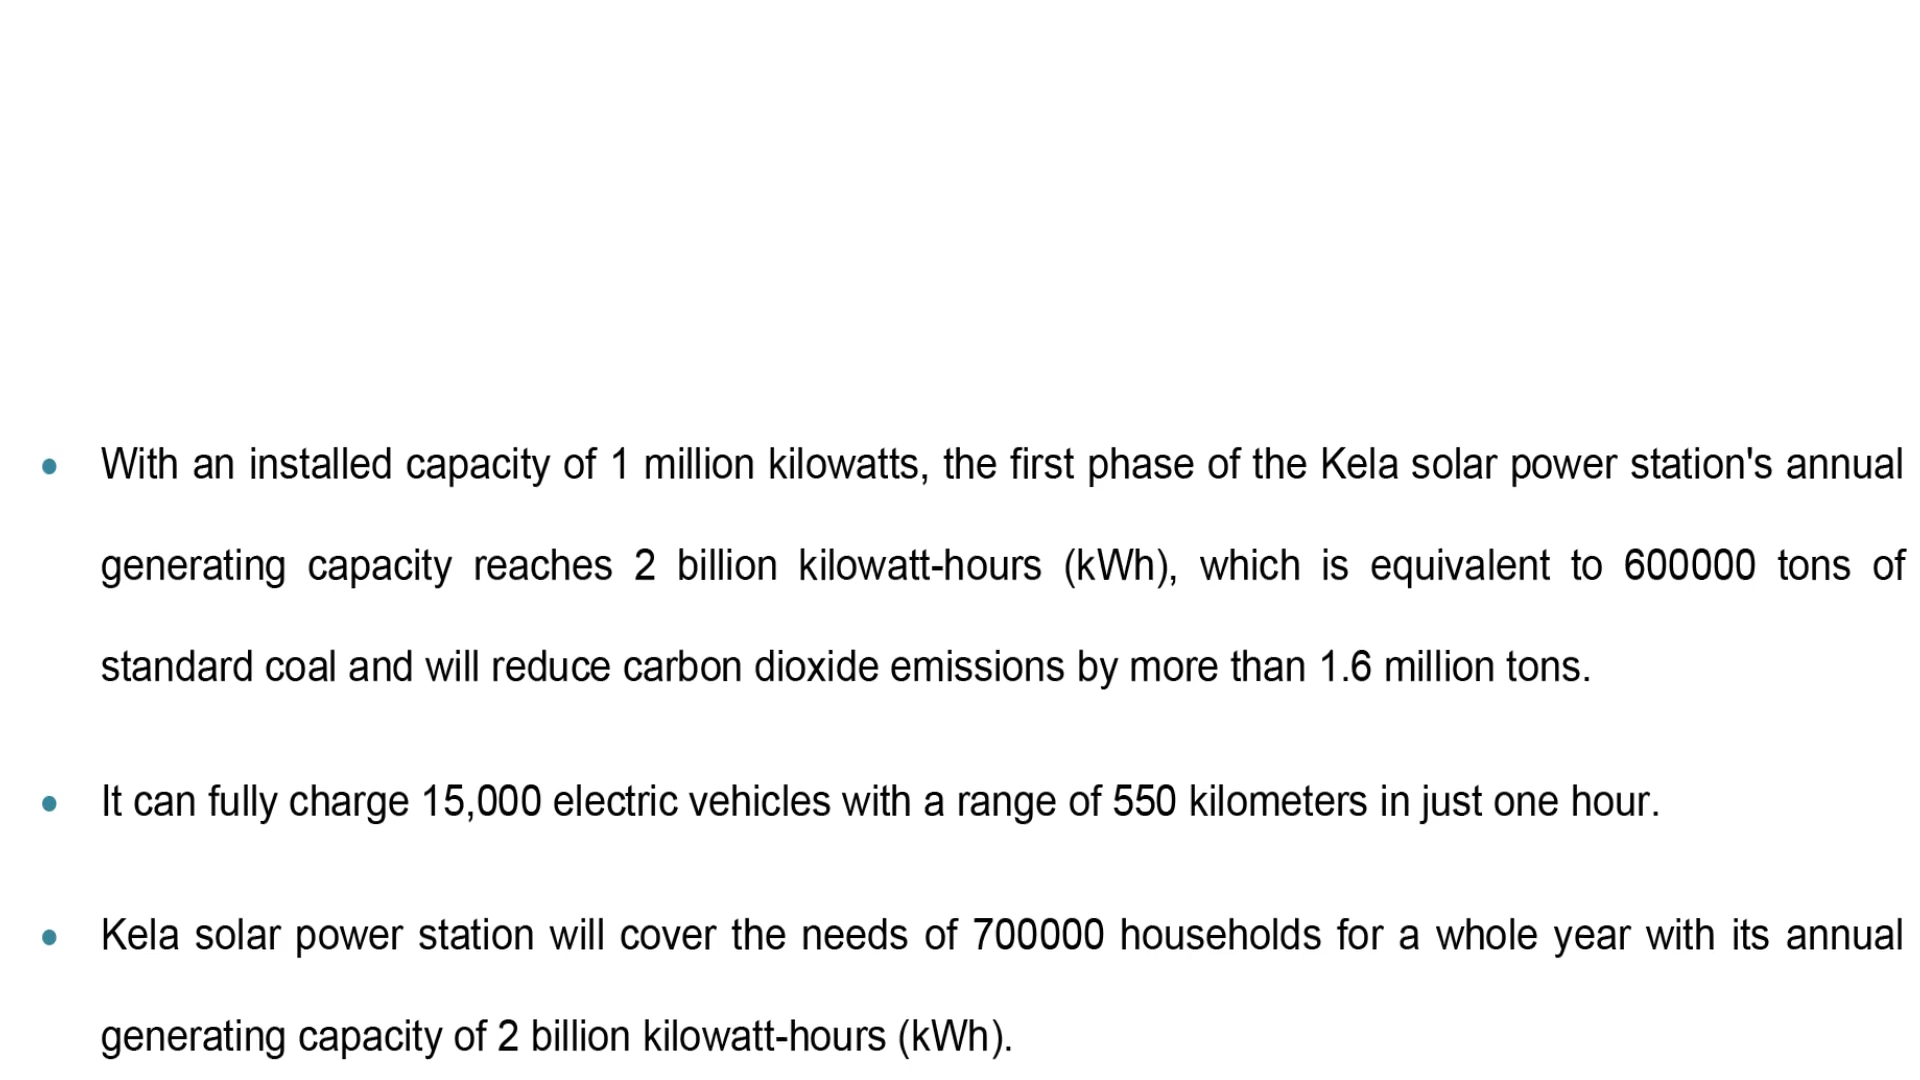 • With an installed capacity of 1 million kilowatts, the first phase of the Kela solar power station's annual
generating capacity reaches 2 billion kilowatt-hours (kWh), which is equivalent to 600000 tons of
standard coal and will reduce carbon dioxide emissions by more than 1.6 million tons.
• It can fully charge 15,000 electric vehicles with a range of 550 kilometers in just one hour.
• Kela solar power station will cover the needs of 700000 households for a whole year with its annual
generating capacity of 2 billion kilowatt-hours (kWh).